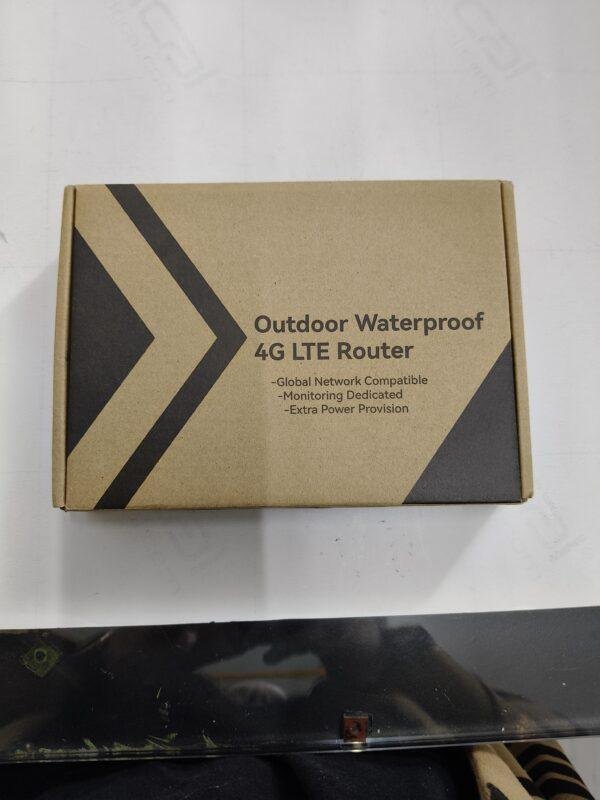 Outdoor Waterproof
4G LTE Router
-Global Network Compatible
-Monitoring Dedicated
-Extra Power Provision